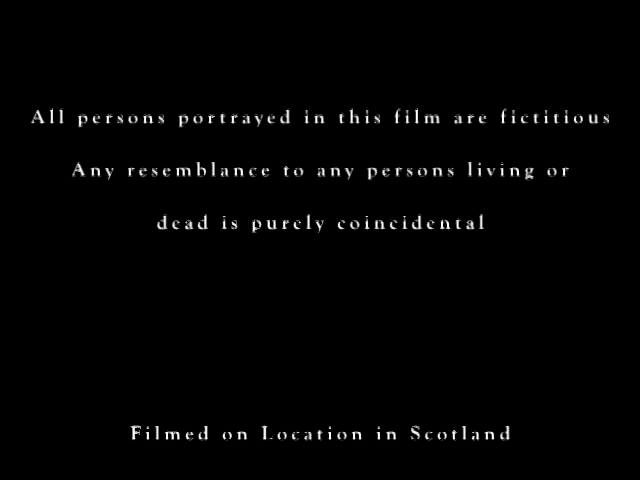 All persons portrayed in this film are fictitious
Any resemblance to any persons living or
dead is purely coincidental
Filmed on Location in Scotland